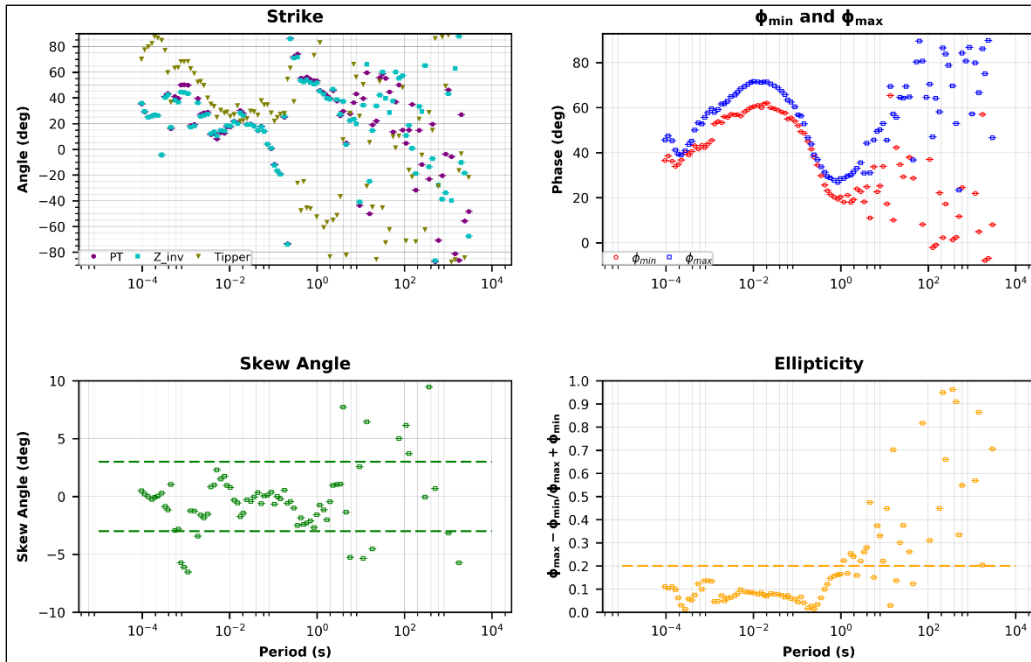 Strike
Angle (deg)
80
60
40
20
0
−20
−40
−60
−80
PT Z_inv Tipper
10⁻⁴ 10⁻² 10⁰ 10² 10⁴
ϕmin and ϕmax
Phase (deg)
80
60
40
20
0
ϕmin ϕmax
10⁻⁴ 10⁻² 10⁰ 10² 10⁴
Skew Angle
Skew Angle (deg)
10
5
0
−5
−10
10⁻⁴ 10⁻² 10⁰ 10² 10⁴
Period (s)
Ellipticity
ϕmax − ϕmin/ϕmax + ϕmin
1.0
0.9
0.8
0.7
0.6
0.5
0.4
0.3
0.2
0.1
0.0
10⁻⁴ 10⁻² 10⁰ 10² 10⁴
Period (s)